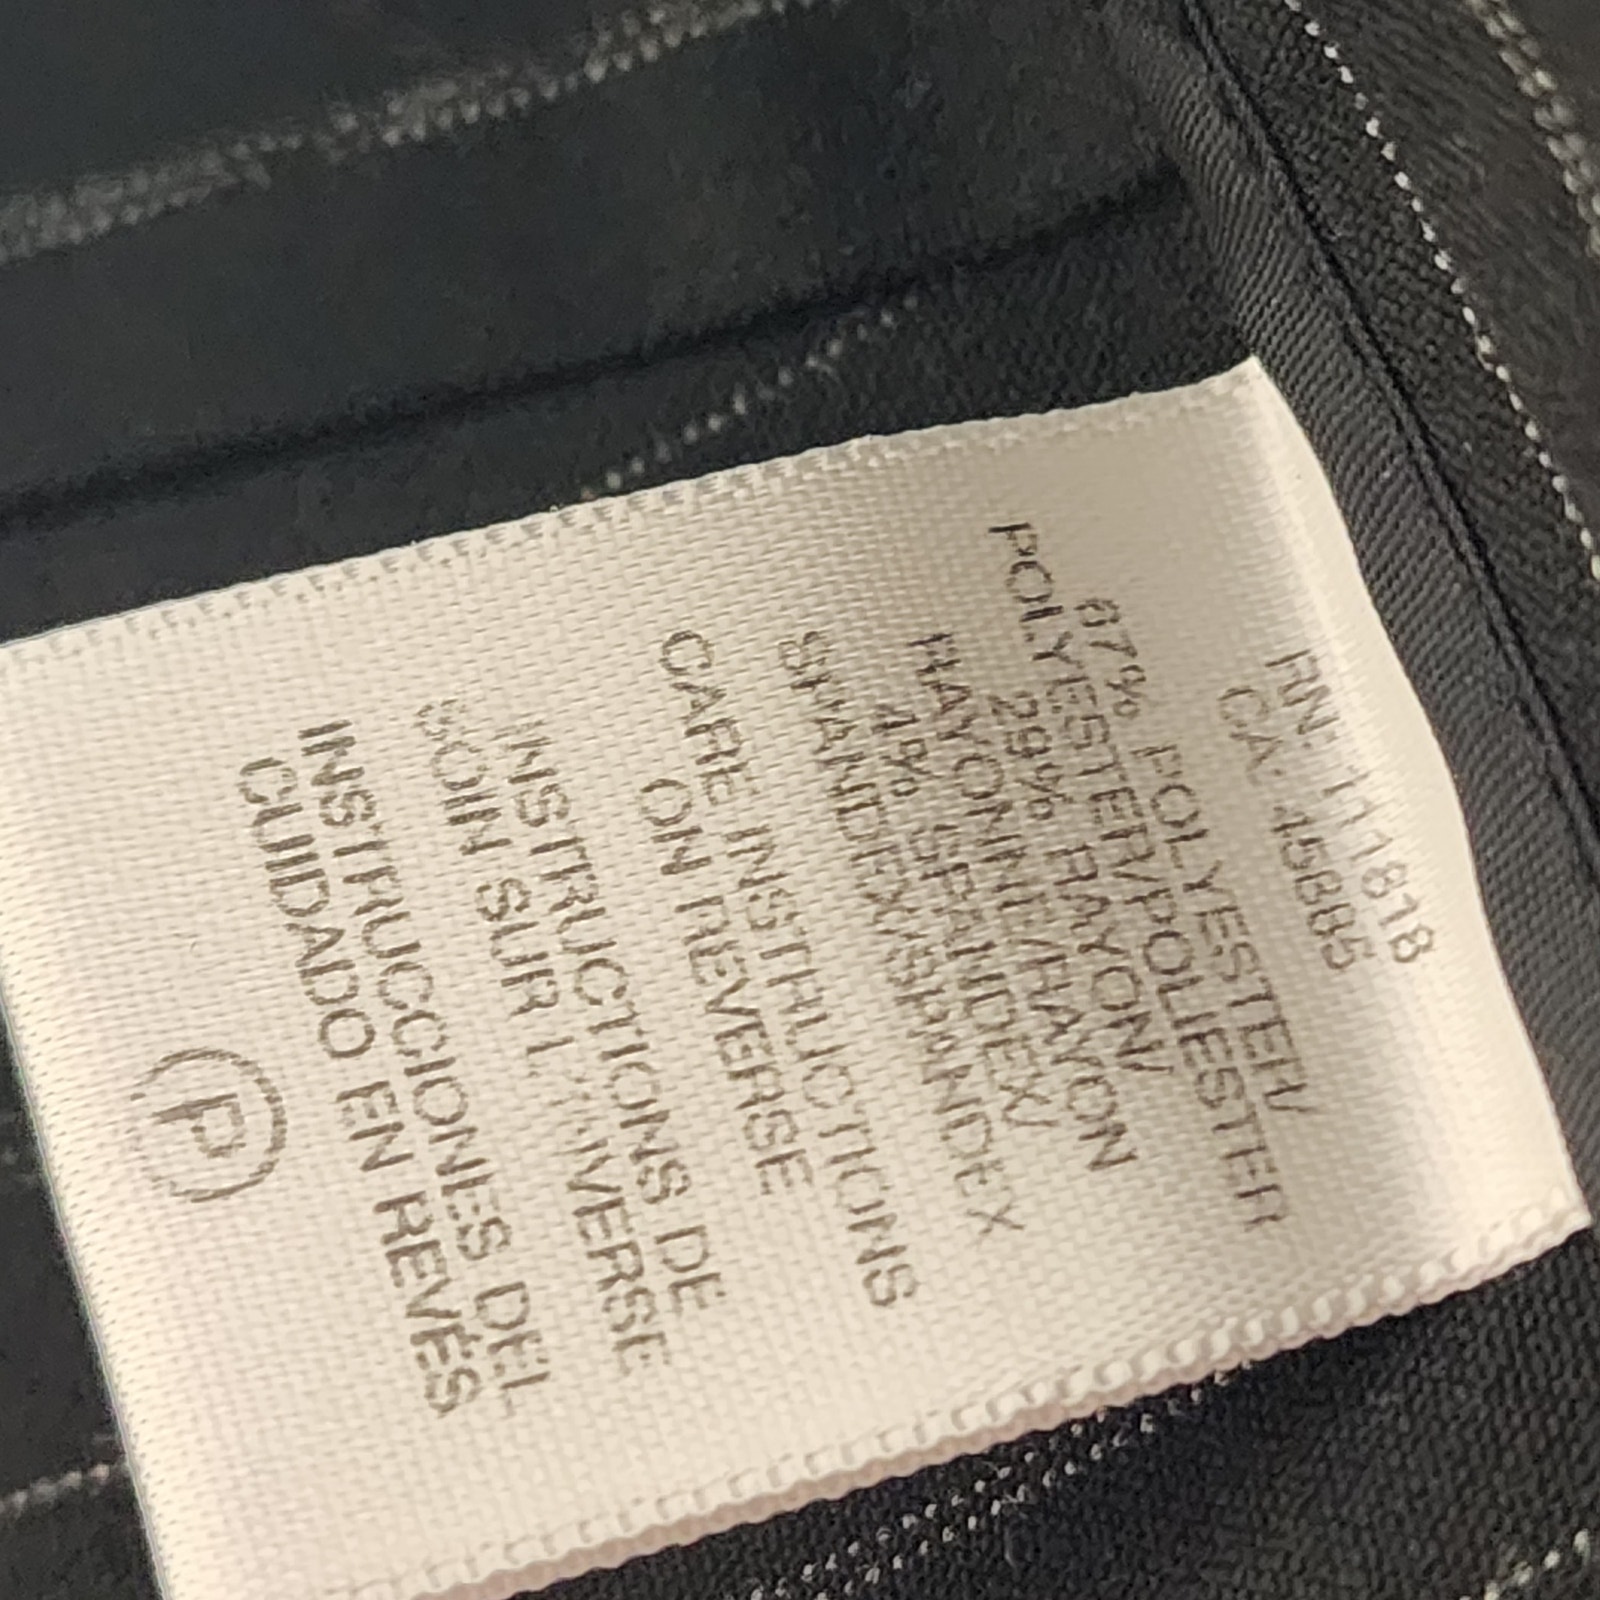 RN: 111818
CA: 45885
67% POLYESTER/
POLYESTER/POLIESTER
29% RAYON/
RAYONNE/RAYON
4% SPANDEX/
SPANDEX/SPANDEX
CARE INSTRUCTIONS
ON REVERSE
INSTRUCTIONS DE
SOIN SUR L'INVERSE
INSTRUCCIONES DEL
CUIDADO EN REVÉS
P